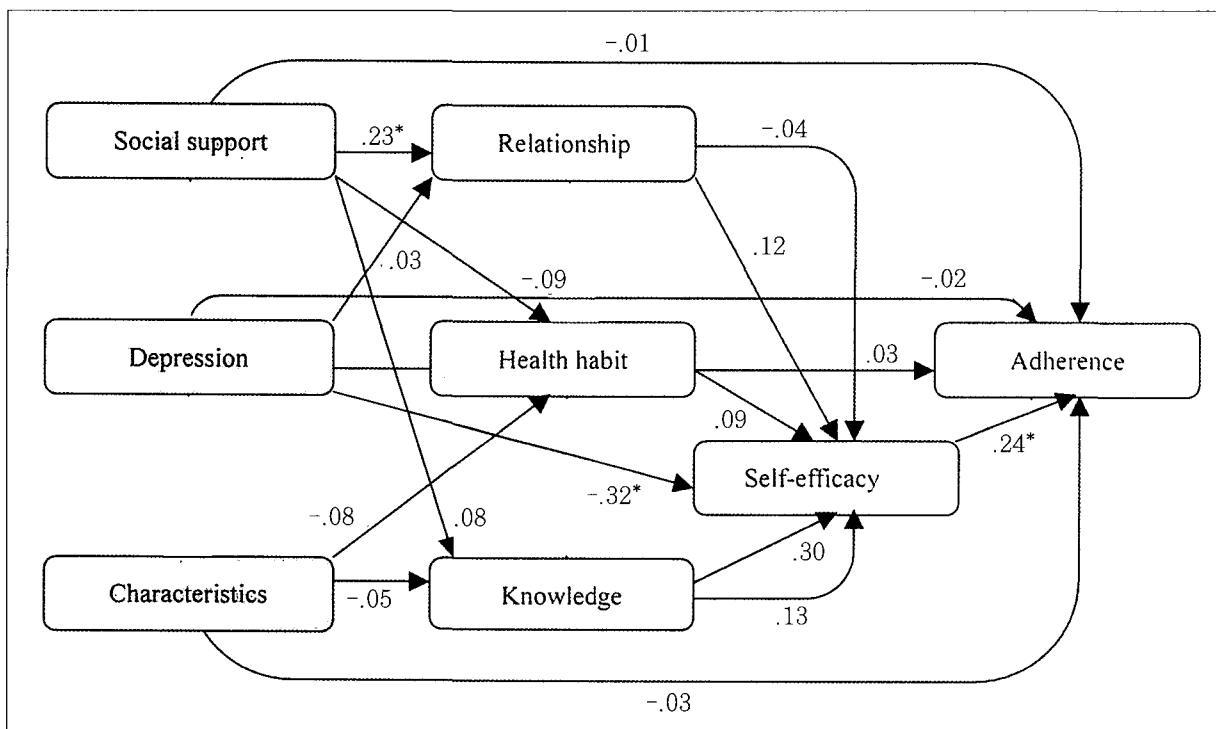 -.01
Social support
.23*
Relationship
-.04
.03
-.09
.12
-.02
Depression
Health habit
.03
Adherence
.09
.24*
Self-efficacy
-.32*
-.08
.08
.30
Characteristics
-.05
Knowledge
.13
-.03